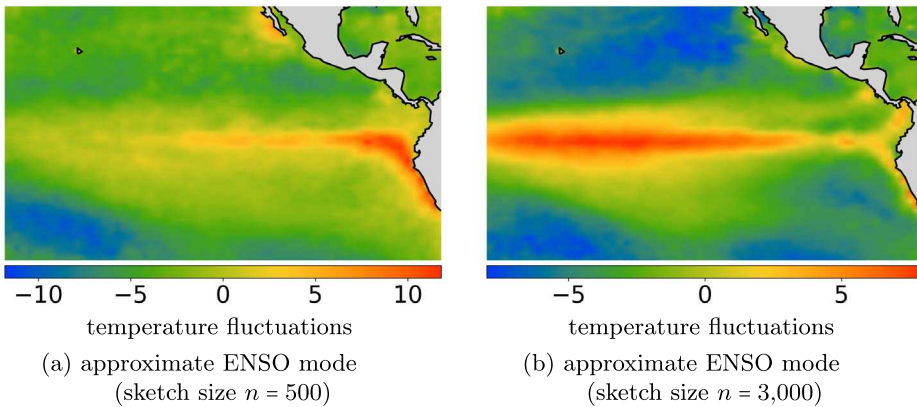 −10 −5 0 5 10
temperature fluctuations
(a) approximate ENSO mode
(sketch size n = 500)
−5 0 5
temperature fluctuations
(b) approximate ENSO mode
(sketch size n = 3,000)